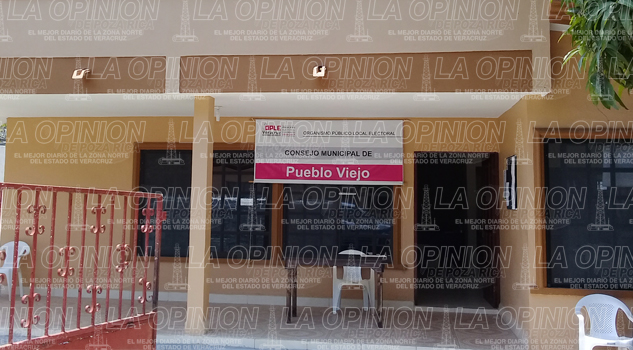 LA OPINION
EL MEJOR DIARIO DE LA ZONA NORTE
DEL ESTADO DE VERACRUZ
OPLE
Veracruz
ORGANISMO PÚBLICO LOCAL ELECTORAL
CONSEJO MUNICIPAL DE
Pueblo Viejo